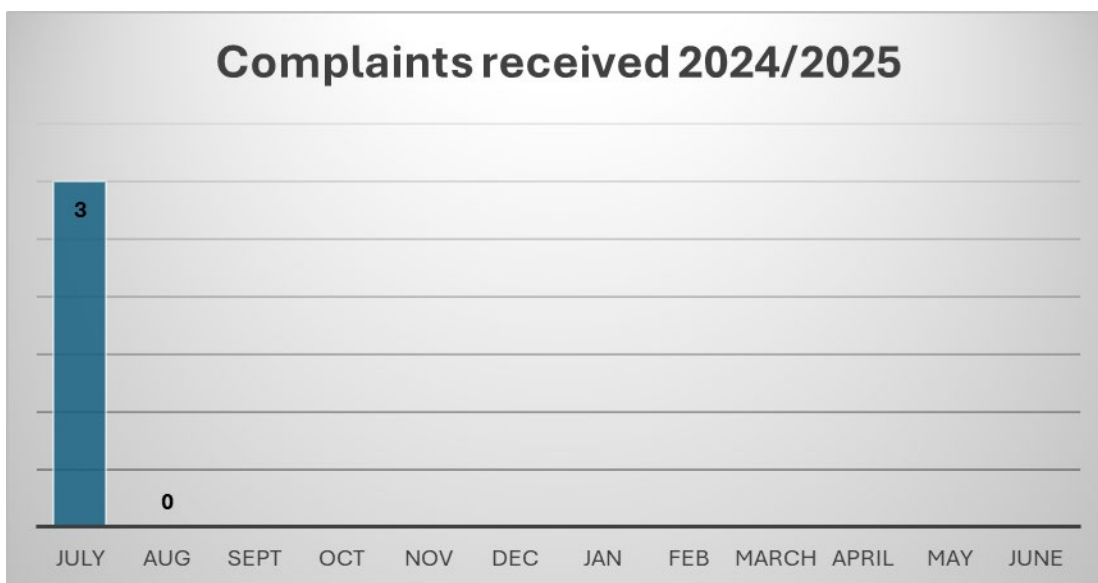 Complaints received 2024/2025
3
0
JULY AUG SEPT OCT NOV DEC JAN FEB MARCH APRIL MAY JUNE